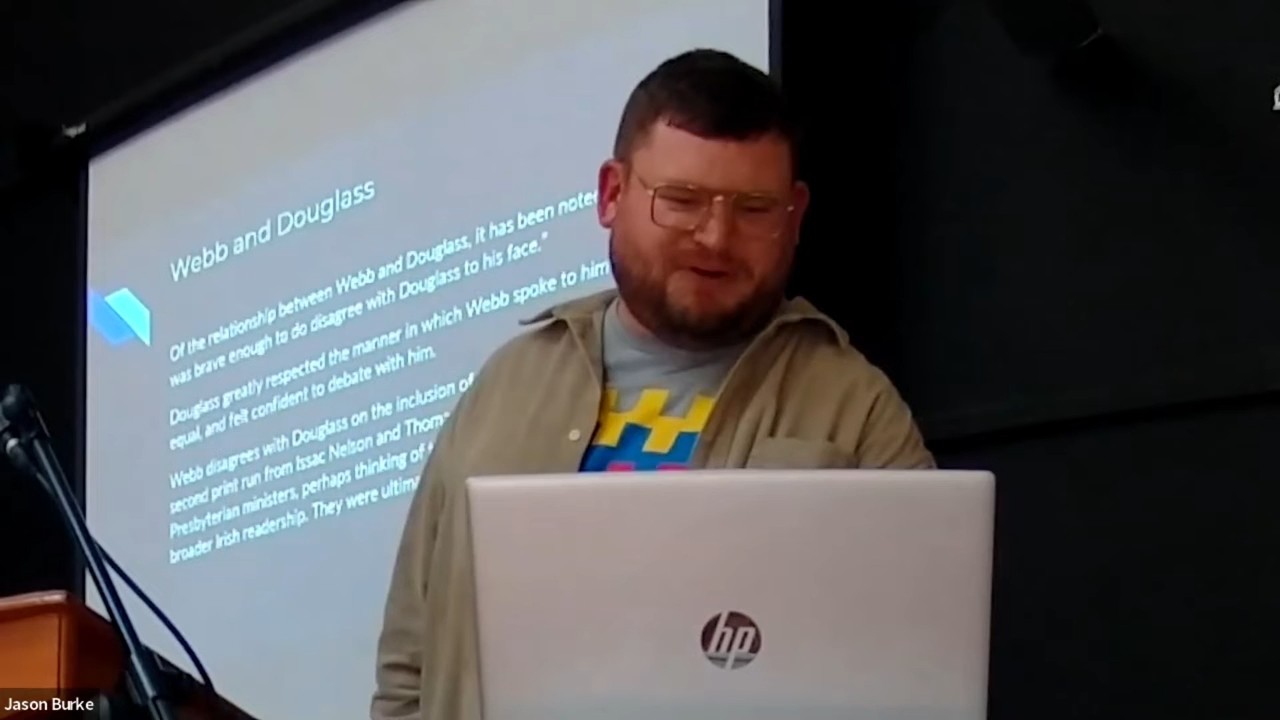 Webb and Douglass
Of the relationship between Webb and Douglass, it has been noted
was brave enough to do disagree with Douglass to his face."
Douglass greatly respected the manner in which Webb spoke to him
equal, and felt confident to debate with him.
Webb disagrees with Douglass on the inclusion of
second print run from Issac Nelson and
Presbyterian ministers, perhaps thinking of
broader Irish readership. They were
hp
Jason Burke